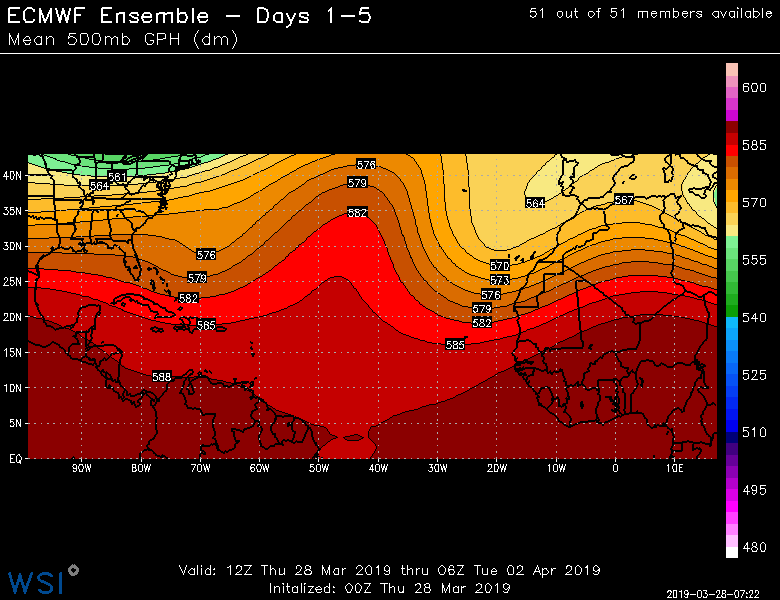 ECMWF Ensemble - Days 1-5
51 out of 51 members available
Mean 500mb GPH (dm)
600
585
570
555
540
525
510
495
480
40N
35N
30N
25N
20N
15N
10N
5N
EQ
576
561
564
579
582
564
567
576
570
579
573
582
576
579
585
582
585
588
90W
80W
70W
60W
50W
40W
30W
20W
10W
0
10E
Valid: 12Z Thu 28 Mar 2019 thru 06Z Tue 02 Apr 2019
Initalized: 00Z Thu 28 Mar 2019
WSI
2019-03-28-07:22